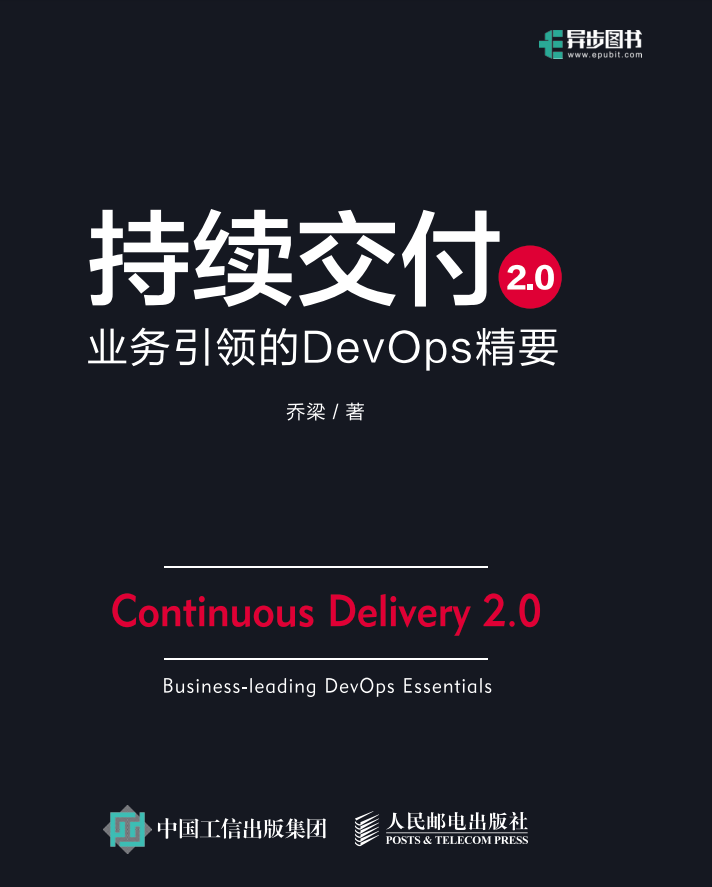 异步图书
www.epubit.com
持续交付 2.0
业务引领的DevOps精要
乔梁 / 著
Continuous Delivery 2.0
Business-leading DevOps Essentials
中国工信出版集团
人民邮电出版社
POSTS & TELECOM PRESS